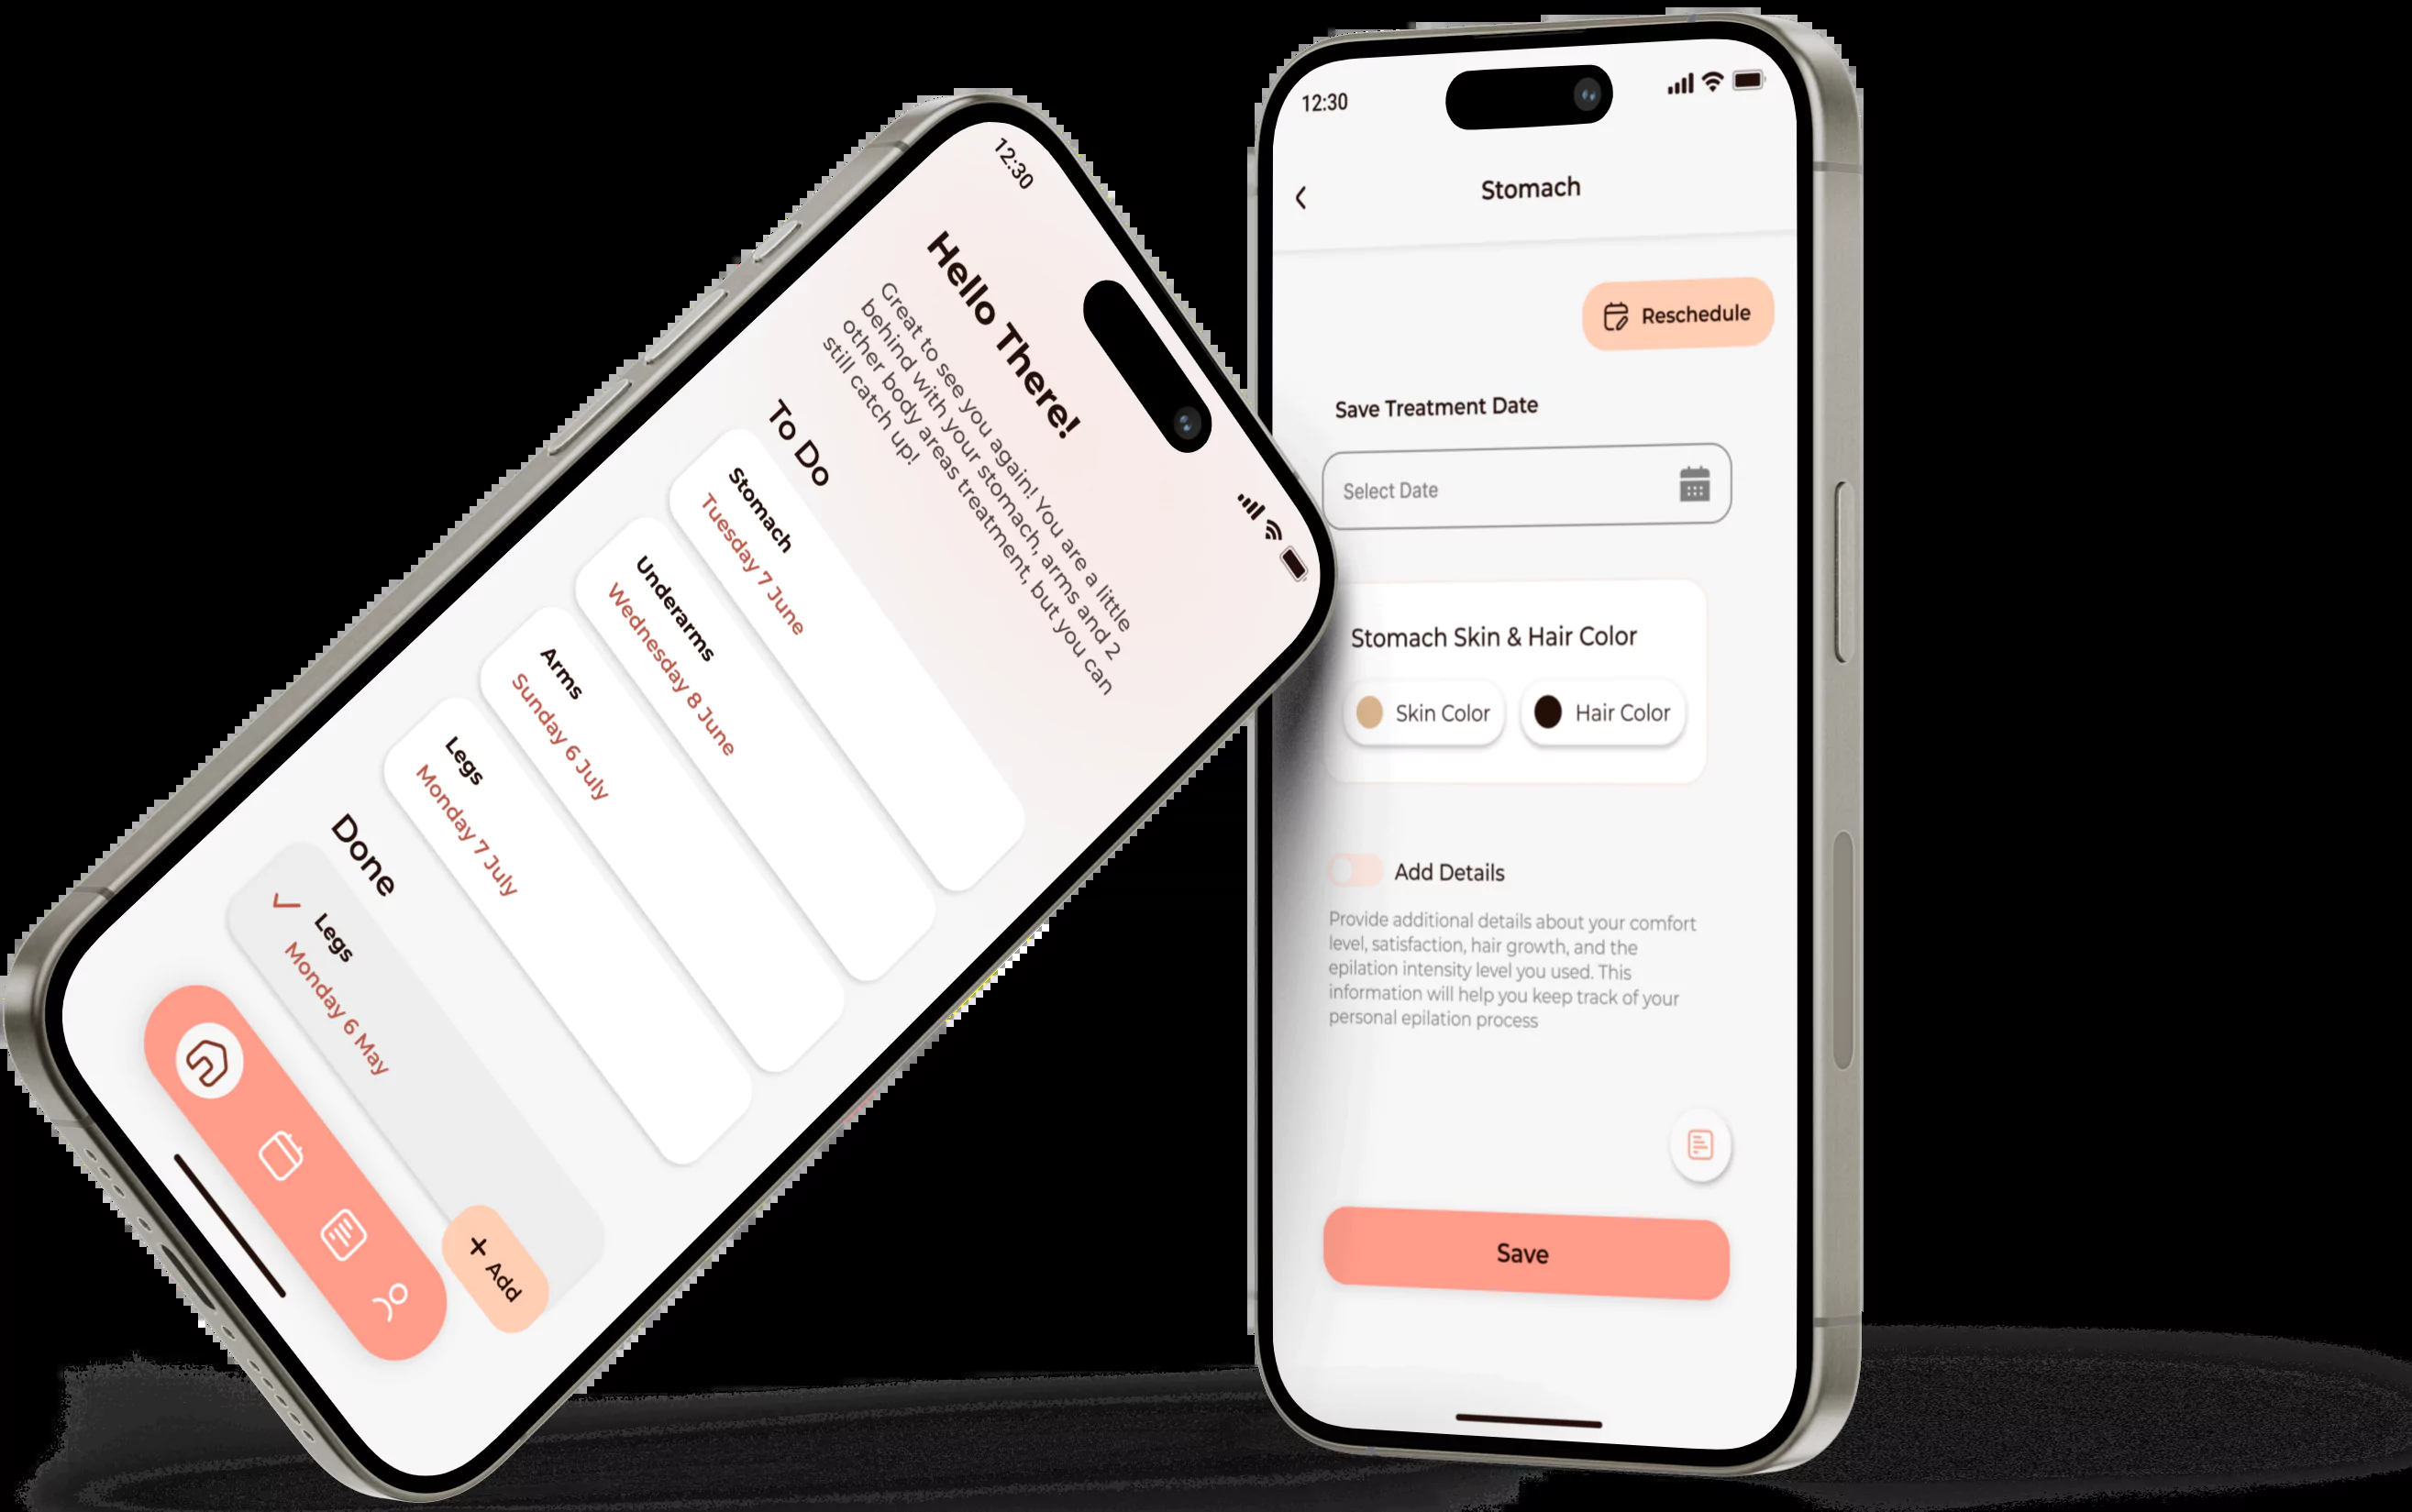 12:30
Hello There!
Great to see you again! You are a little
behind with your stomach, arms and 2
other body areas treatment, but you can
still catch up!
To Do
Stomach
Tuesday 7 June
Underarms
Wednesday 8 June
Arms
Sunday 6 July
Legs
Monday 7 July
Done
Legs
Monday 6 May
+ Add
12:30
Stomach
Reschedule
Save Treatment Date
Select Date
Stomach Skin & Hair Color
Skin Color
Hair Color
Add Details
Provide additional details about your comfort
level, satisfaction, hair growth, and the
epilation intensity level you used. This
information will help you keep track of your
personal epilation process
Save